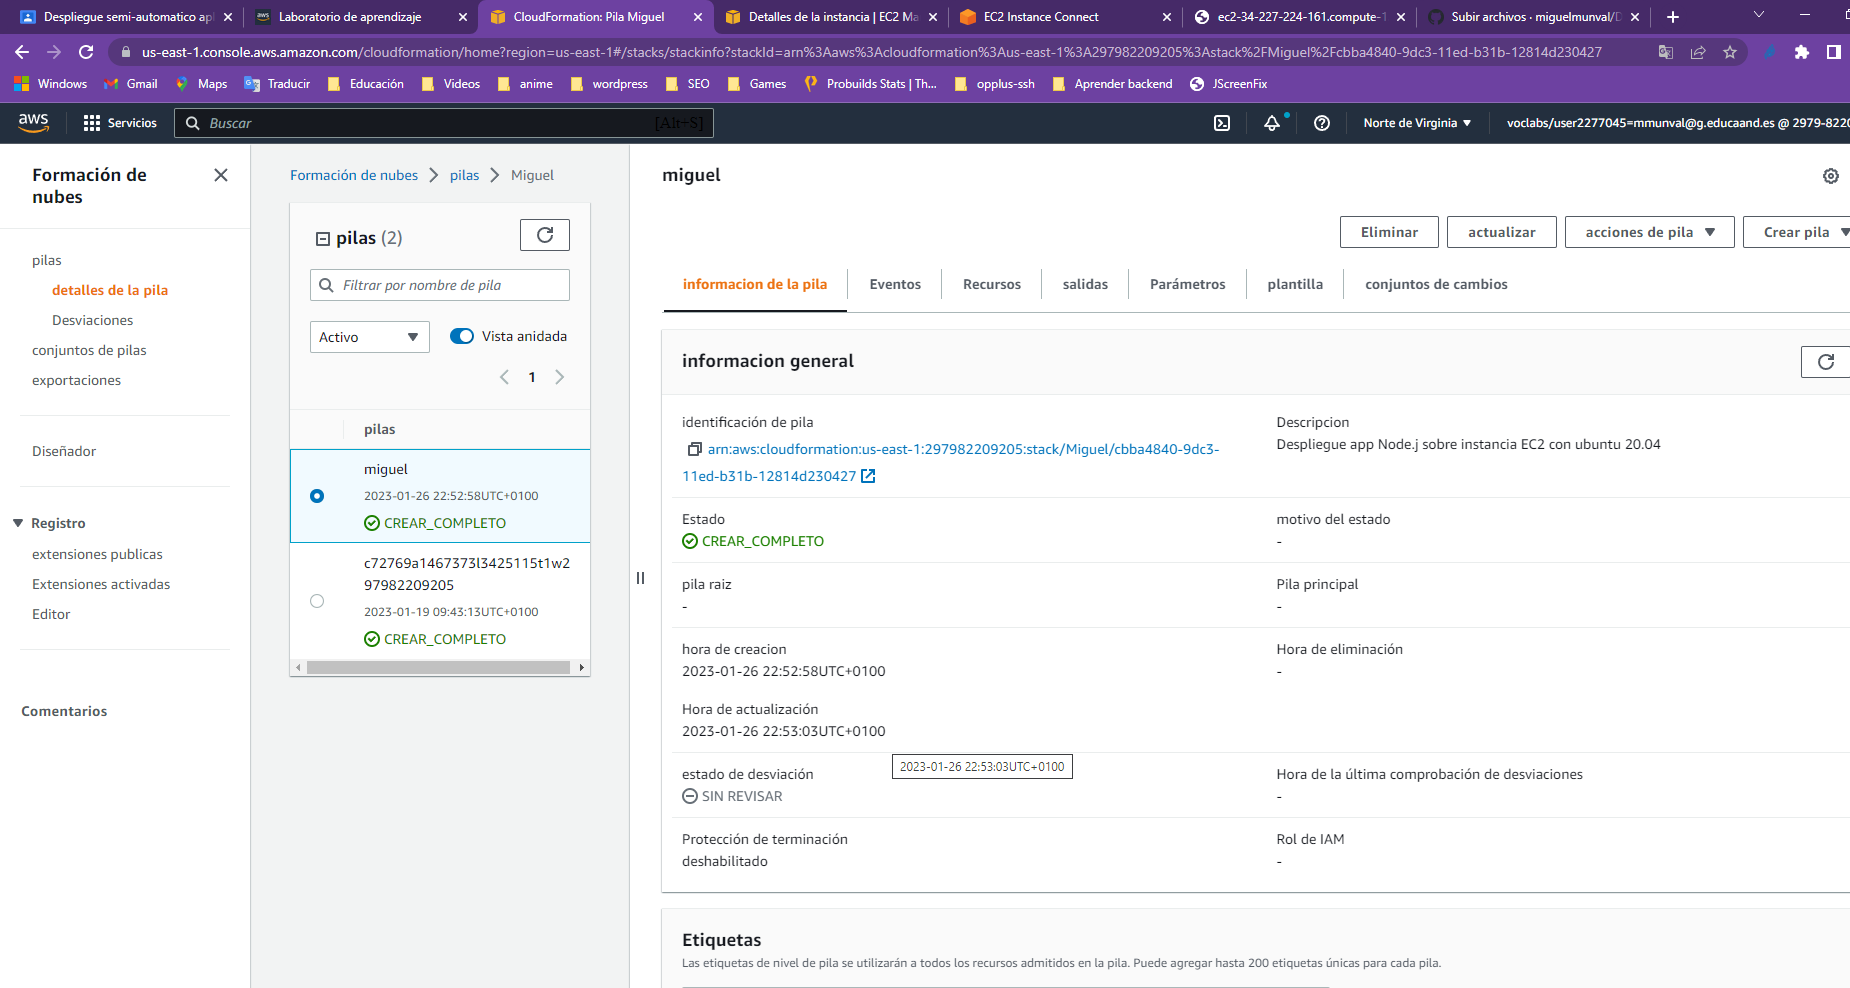 Despliegue semi-automatico apl
Laboratorio de aprendizaje
CloudFormation: Pila Miguel
Detalles de la instancia | EC2 Ma
EC2 Instance Connect
ec2-34-227-224-161.compute-1
Subir archivos · miguelmunval/D
us-east-1.console.aws.amazon.com/cloudformation/home?region=us-east-1#/stacks/stackinfo?stackId=arn%3Aaws%3Acloudformation%3Aus-east-1%3A297982209205%3Astack%2FMiguel%2Fcbba4840-9dc3-11ed-b31b-12814d230427
Windows
Gmail
Maps
Traducir
Educación
Videos
anime
wordpress
SEO
Games
Probuilds Stats | Th...
opplus-ssh
Aprender backend
JScreenFix
aws
Servicios
Buscar
[Alt+S]
Norte de Virginia
voclabs/user2277045=mmunval@g.educaand.es @ 2979-8220
Formación de
nubes
pilas
detalles de la pila
Desviaciones
conjuntos de pilas
exportaciones
Diseñador
Registro
extensiones publicas
Extensiones activadas
Editor
Comentarios
Formación de nubes
pilas
Miguel
pilas (2)
Filtrar por nombre de pila
Activo
Vista anidada
1
pilas
miguel
2023-01-26 22:52:58UTC+0100
CREAR_COMPLETO
c72769a1467373l3425115t1w2
97982209205
2023-01-19 09:43:13UTC+0100
CREAR_COMPLETO
miguel
Eliminar
actualizar
acciones de pila
Crear pila
informacion de la pila
Eventos
Recursos
salidas
Parámetros
plantilla
conjuntos de cambios
informacion general
identificación de pila
arn:aws:cloudformation:us-east-1:297982209205:stack/Miguel/cbba4840-9dc3-
11ed-b31b-12814d230427
Descripcion
Despliegue app Node.j sobre instancia EC2 con ubuntu 20.04
Estado
CREAR_COMPLETO
motivo del estado
-
pila raiz
-
Pila principal
-
hora de creacion
2023-01-26 22:52:58UTC+0100
Hora de eliminación
-
Hora de actualización
2023-01-26 22:53:03UTC+0100
2023-01-26 22:53:03UTC+0100
estado de desviación
SIN REVISAR
Hora de la última comprobación de desviaciones
-
Protección de terminación
deshabilitado
Rol de IAM
-
Etiquetas
Las etiquetas de nivel de pila se utilizarán a todos los recursos admitidos en la pila. Puede agregar hasta 200 etiquetas únicas para cada pila.